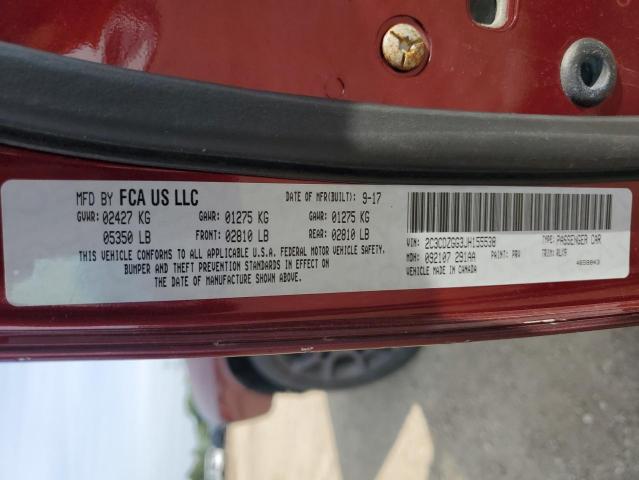 MFD BY FCA US LLC
DATE OF MFR(BUILT): 9-17
GVWR: 02427 KG
GAWR: 01275 KG
GAWR: 01275 KG
05350 LB
FRONT: 02810 LB
REAR: 02810 LB
THIS VEHICLE CONFORMS TO ALL APPLICABLE U.S.A. FEDERAL MOTOR VEHICLE SAFETY,
BUMPER AND THEFT PREVENTION STANDARDS IN EFFECT ON
THE DATE OF MANUFACTURE SHOWN ABOVE.
VIN: 2C3CDZGG3JH155538
TYPE: PASSENGER CAR
MDH: 092107 291AA
PAINT: PRV
TRIM: RLX9
VEHICLE MADE IN CANADA